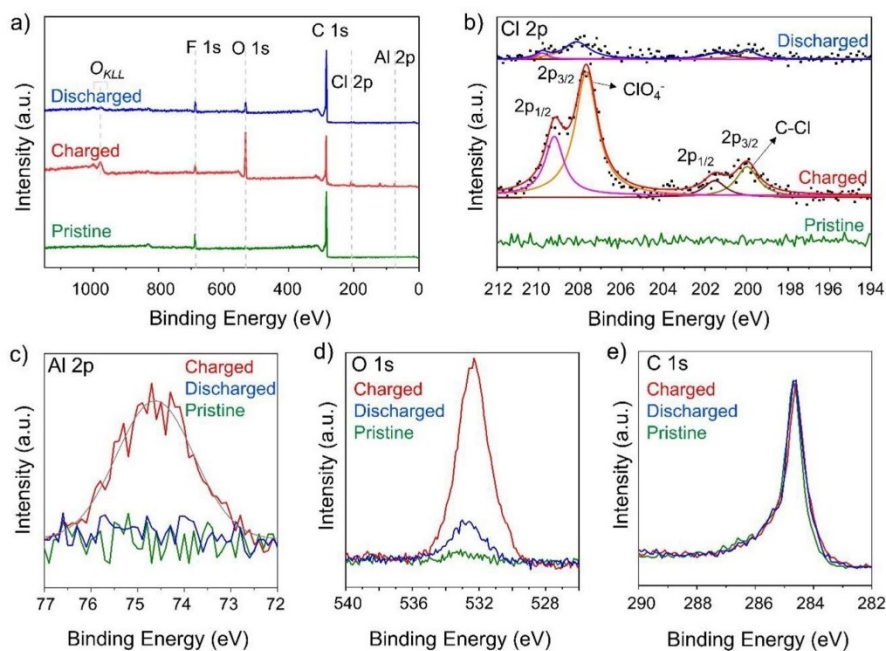 a)
C 1s
F 1s O 1s
Al 2p
Cl 2p
O_KLL
Discharged
Charged
Pristine
Intensity (a.u.)
1000 800 600 400 200 0
Binding Energy (eV)
b)
Cl 2p
Discharged
2p3/2
ClO4-
2p1/2
2p3/2
C-Cl
2p1/2
Charged
Pristine
Intensity (a.u.)
212 210 208 206 204 202 200 198 196 194
Binding Energy (eV)
c)
Al 2p
Charged
Discharged
Pristine
Intensity (a.u.)
77 76 75 74 73 72
Binding Energy (eV)
d)
O 1s
Charged
Discharged
Pristine
Intensity (a.u.)
540 536 532 528
Binding Energy (eV)
e)
C 1s
Charged
Discharged
Pristine
Intensity (a.u.)
290 288 286 284 282
Binding Energy (eV)